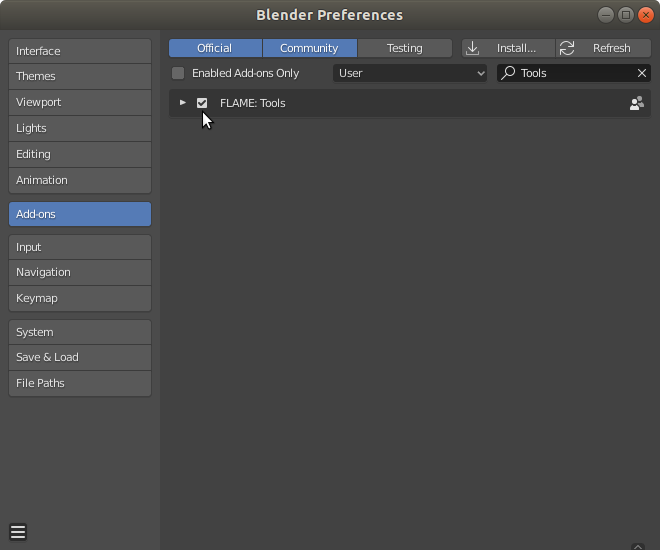 Blender Preferences
Interface
Themes
Viewport
Lights
Editing
Animation
Add-ons
Input
Navigation
Keymap
System
Save & Load
File Paths
Official Community Testing Install... Refresh
Enabled Add-ons Only User Tools
FLAME: Tools